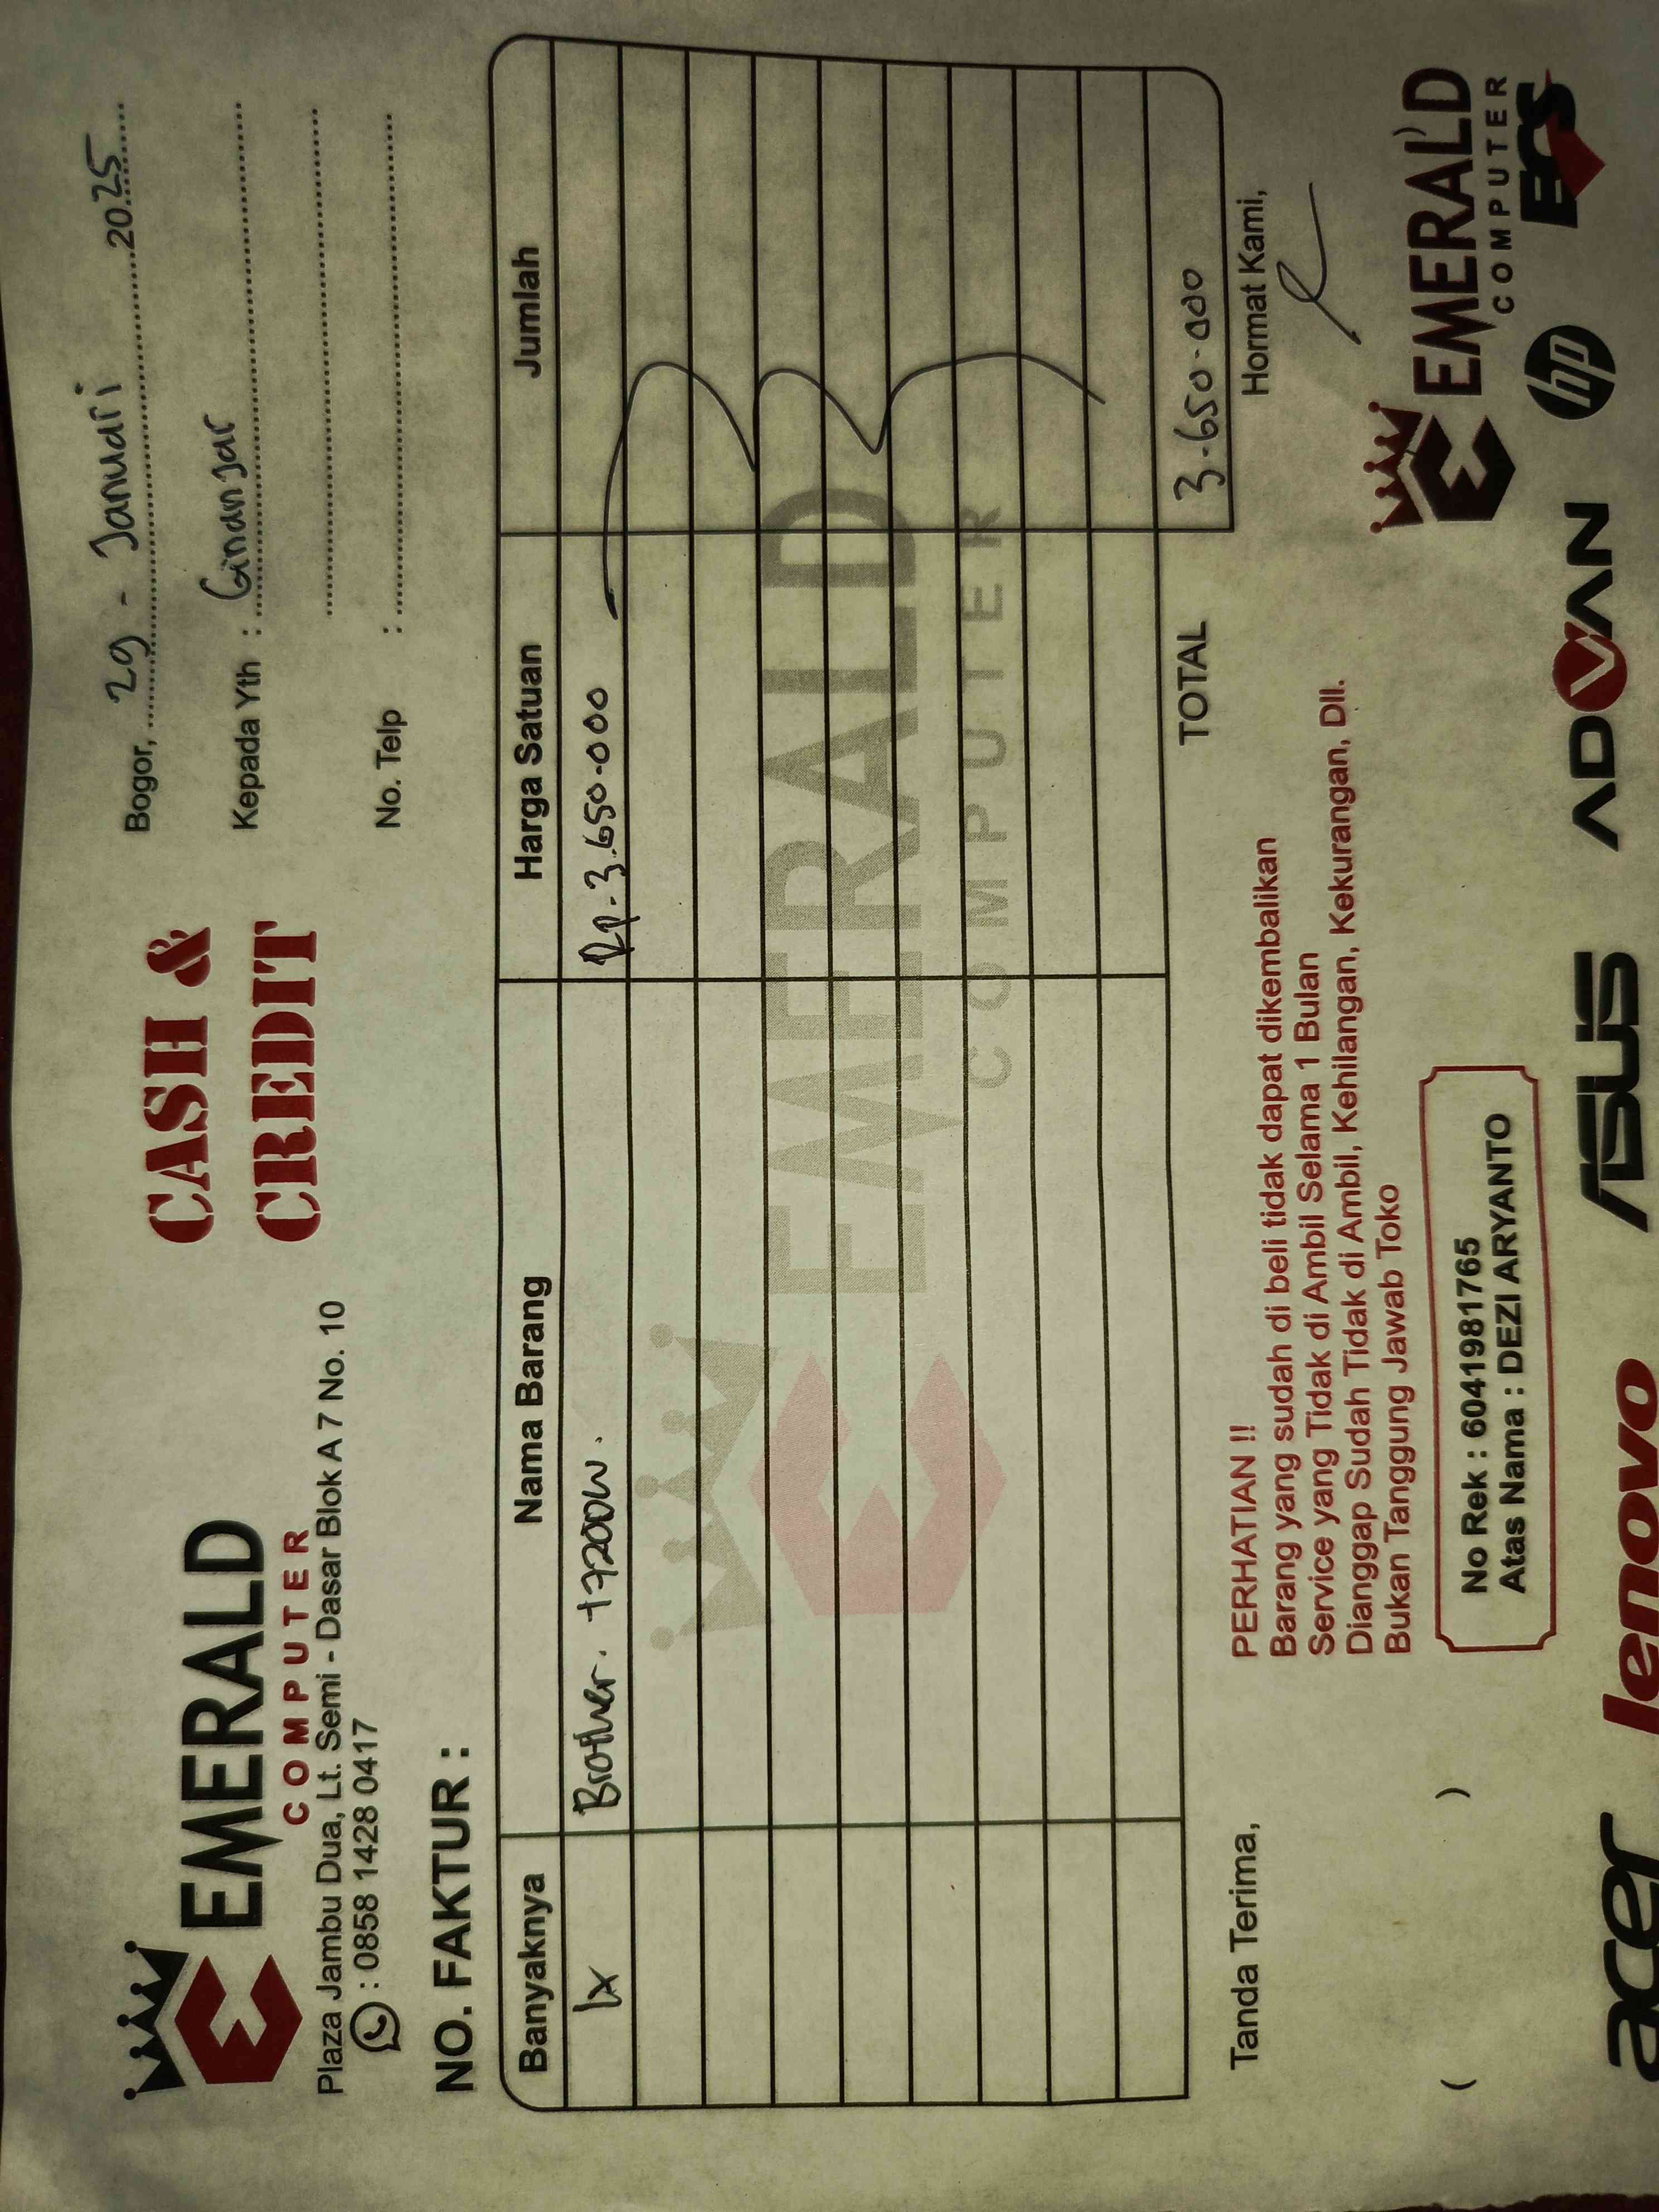 EMERALD
COMPUTER
Plaza Jambu Dua, Lt. Semi - Dasar Blok A 7 No. 10
: 0858 1428 0417
CASH &
CREDIT
Bogor, 29 - Januari 2025
Kepada Yth : Ginanjar
No. Telp :
NO. FAKTUR :
Banyaknya Nama Barang Harga Satuan Jumlah
1x Brother. T720DW. Rp. 3.650.000
EMERALD
COMPUTER
TOTAL 3.650.000
Tanda Terima,
( )
PERHATIAN !!
Barang yang sudah di beli tidak dapat dikembalikan
Service yang Tidak di Ambil Selama 1 Bulan
Dianggap Sudah Tidak di Ambil, Kehilangan, Kekurangan, Dll.
Bukan Tanggung Jawab Toko
No Rek : 6041981765
Atas Nama : DEZI ARYANTO
Hormat Kami,
EMERALD
COMPUTER
acer lenovo ASUS ADVAN hp ECS